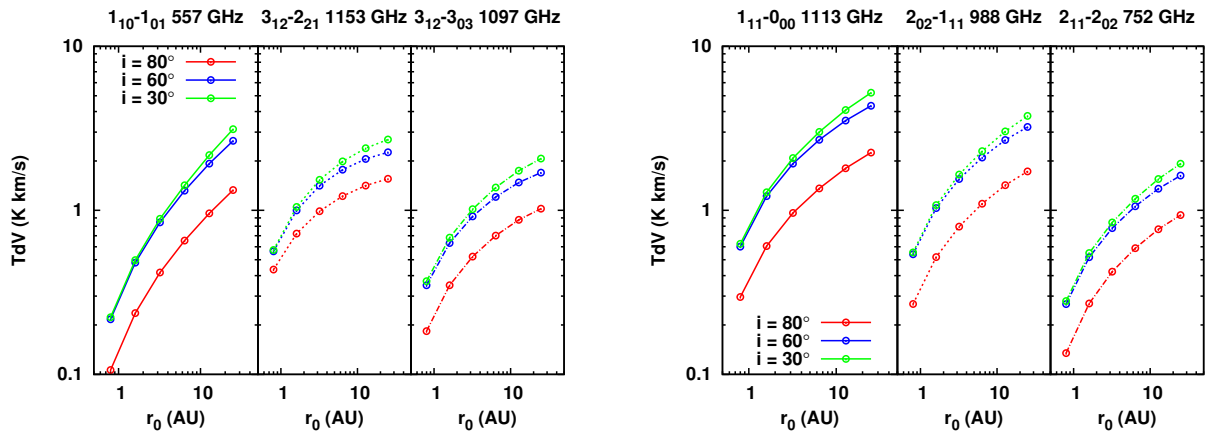 1₁₀-1₀₁ 557 GHz 3₁₂-2₂₁ 1153 GHz 3₁₂-3₀₃ 1097 GHz
10
i = 80°
i = 60°
i = 30°
TdV (K km/s)
1
0.1
1 10 1 10 1 10
r₀ (AU) r₀ (AU) r₀ (AU)
1₁₁-0₀₀ 1113 GHz 2₀₂-1₁₁ 988 GHz 2₁₁-2₀₂ 752 GHz
10
TdV (K km/s)
1
i = 80°
i = 60°
i = 30°
0.1
1 10 1 10 1 10
r₀ (AU) r₀ (AU) r₀ (AU)